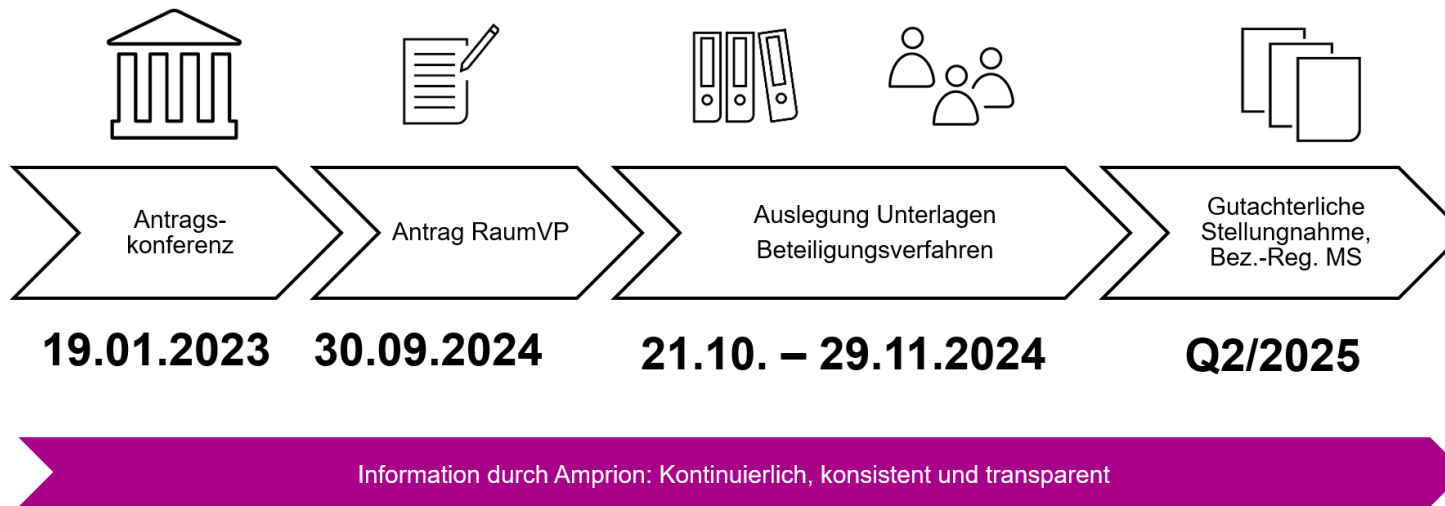 Antrags-
konferenz
Antrag RaumVP
Auslegung Unterlagen
Beteiligungsverfahren
Gutachterliche
Stellungnahme,
Bez.-Reg. MS
19.01.2023
30.09.2024
21.10. – 29.11.2024
Q2/2025
Information durch Amprion: Kontinuierlich, konsistent und transparent